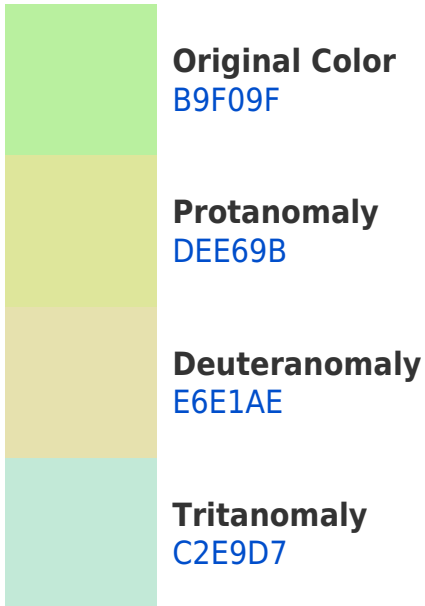 Original Color
B9F09F
Protanomaly
DEE69B
Deuteranomaly
E6E1AE
Tritanomaly
C2E9D7